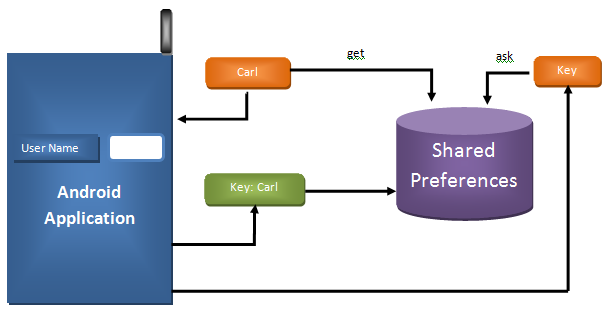 get
ask
Carl
Key
User Name
Shared
Preferences
Android
Application
Key: Carl